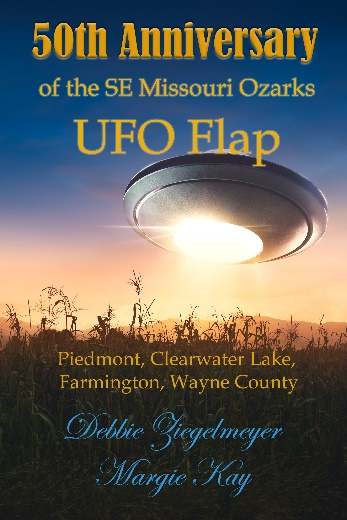 50th Anniversary
of the SE Missouri Ozarks
UFO Flap
Piedmont, Clearwater Lake,
Farmington, Wayne County
Debbie Ziegelmeyer
Margie Kay